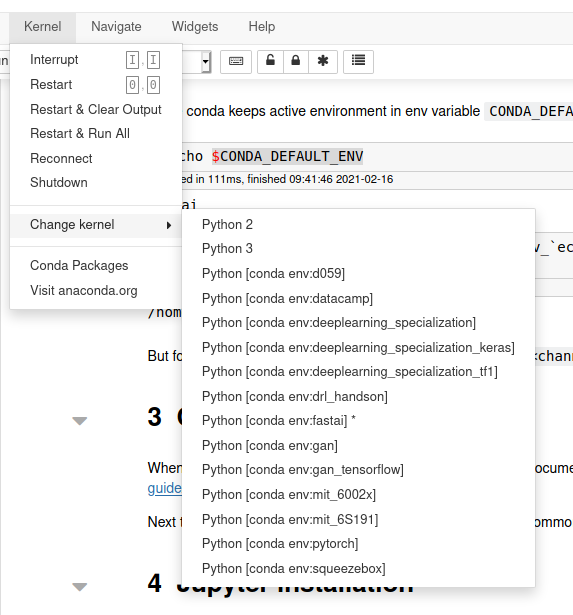 Kernel Navigate Widgets Help
Interrupt I,I
Restart 0,0
Restart & Clear Output
conda keeps active environment in env variable CONDA_DEFA
Restart & Run All
cho $CONDA_DEFAULT_ENV
Reconnect
Shutdown
ed in 111ms, finished 09:41:46 2021-02-16
ai
Change kernel
Python 2
Python 3
v_`ec
Conda Packages
Python [conda env:d059]
Visit anaconda.org
Python [conda env:datacamp]
/hom
Python [conda env:deeplearning_specialization]
Python [conda env:deeplearning_specialization_keras]
But fo
<chann
Python [conda env:deeplearning_specialization_tf1]
Python [conda env:drl_handson]
3
Python [conda env:fastai] *
Python [conda env:gan]
When
Python [conda env:gan_tensorflow]
ocume
guide
Python [conda env:mit_6002x]
Next t
Python [conda env:mit_6S191]
ommo
Python [conda env:pytorch]
Python [conda env:squeezebox]
4 Jupyter installation